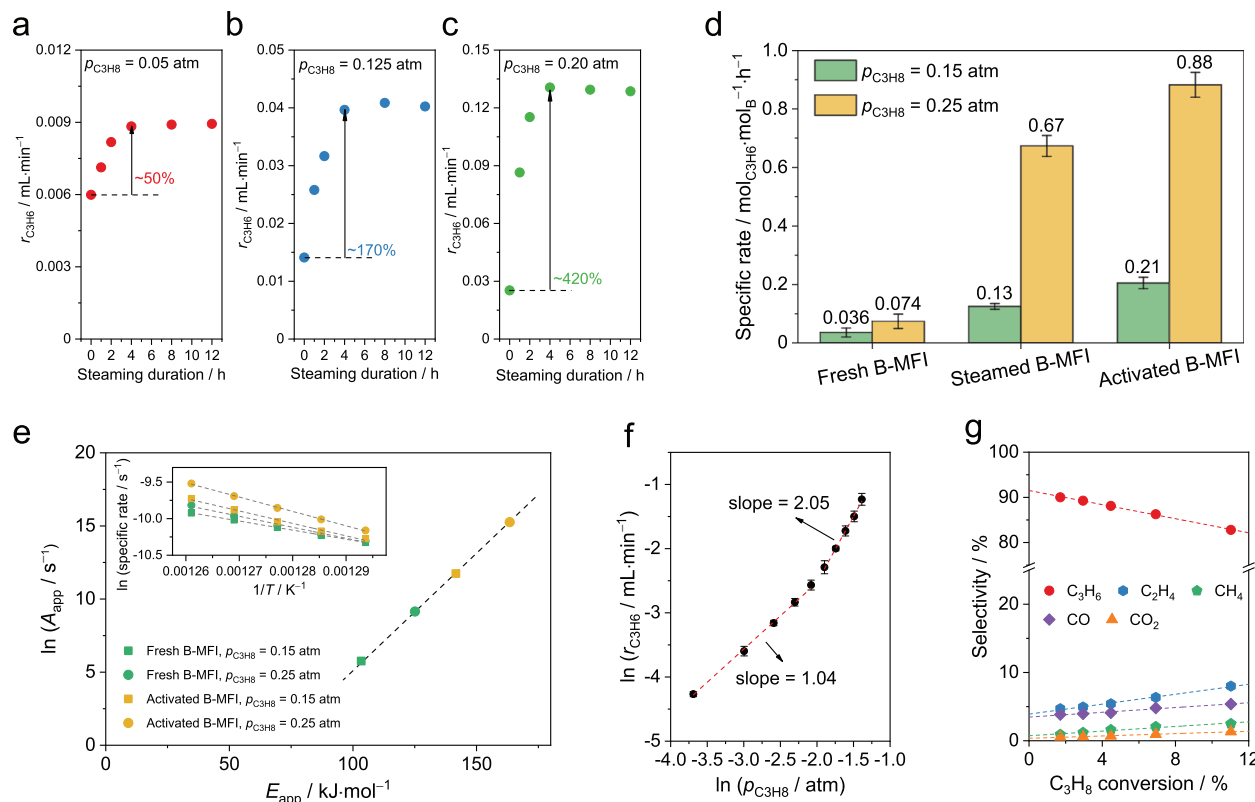 a
p_C3H8 = 0.05 atm
0.012
0.009
0.006
0.003
0
~50%
r_C3H6 / mL·min⁻¹
0 2 4 6 8 10 12
Steaming duration / h
b
p_C3H8 = 0.125 atm
0.05
0.04
0.03
0.02
0.01
0
~170%
r_C3H6 / mL·min⁻¹
0 2 4 6 8 10 12
Steaming duration / h
c
p_C3H8 = 0.20 atm
0.15
0.12
0.09
0.06
0.03
0
~420%
r_C3H6 / mL·min⁻¹
0 2 4 6 8 10 12
Steaming duration / h
d
Specific rate / mol_C3H6·mol_B⁻¹·h⁻¹
1.0
0.8
0.6
0.4
0.2
0
p_C3H8 = 0.15 atm
p_C3H8 = 0.25 atm
0.036
0.074
0.13
0.67
0.21
0.88
Fresh B-MFI
Steamed B-MFI
Activated B-MFI
e
ln (A_app / s⁻¹)
20
15
10
5
0
ln (specific rate / s⁻¹)
-9.5
-10.0
-10.5
0.00126 0.00127 0.00128 0.00129
1/T / K⁻¹
Fresh B-MFI, p_C3H8 = 0.15 atm
Fresh B-MFI, p_C3H8 = 0.25 atm
Activated B-MFI, p_C3H8 = 0.15 atm
Activated B-MFI, p_C3H8 = 0.25 atm
0 50 75 100 125 150 175
E_app / kJ·mol⁻¹
f
ln (r_C3H6 / mL·min⁻¹)
-1
-2
-3
-4
-5
slope = 2.05
slope = 1.04
-4.0 -3.5 -3.0 -2.5 -2.0 -1.5 -1.0
ln (p_C3H8 / atm)
g
Selectivity / %
100
90
80
20
10
0
C₃H₆ C₂H₄ CH₄
CO CO₂
0 2 4 6 8 10 12
C₃H₈ conversion / %